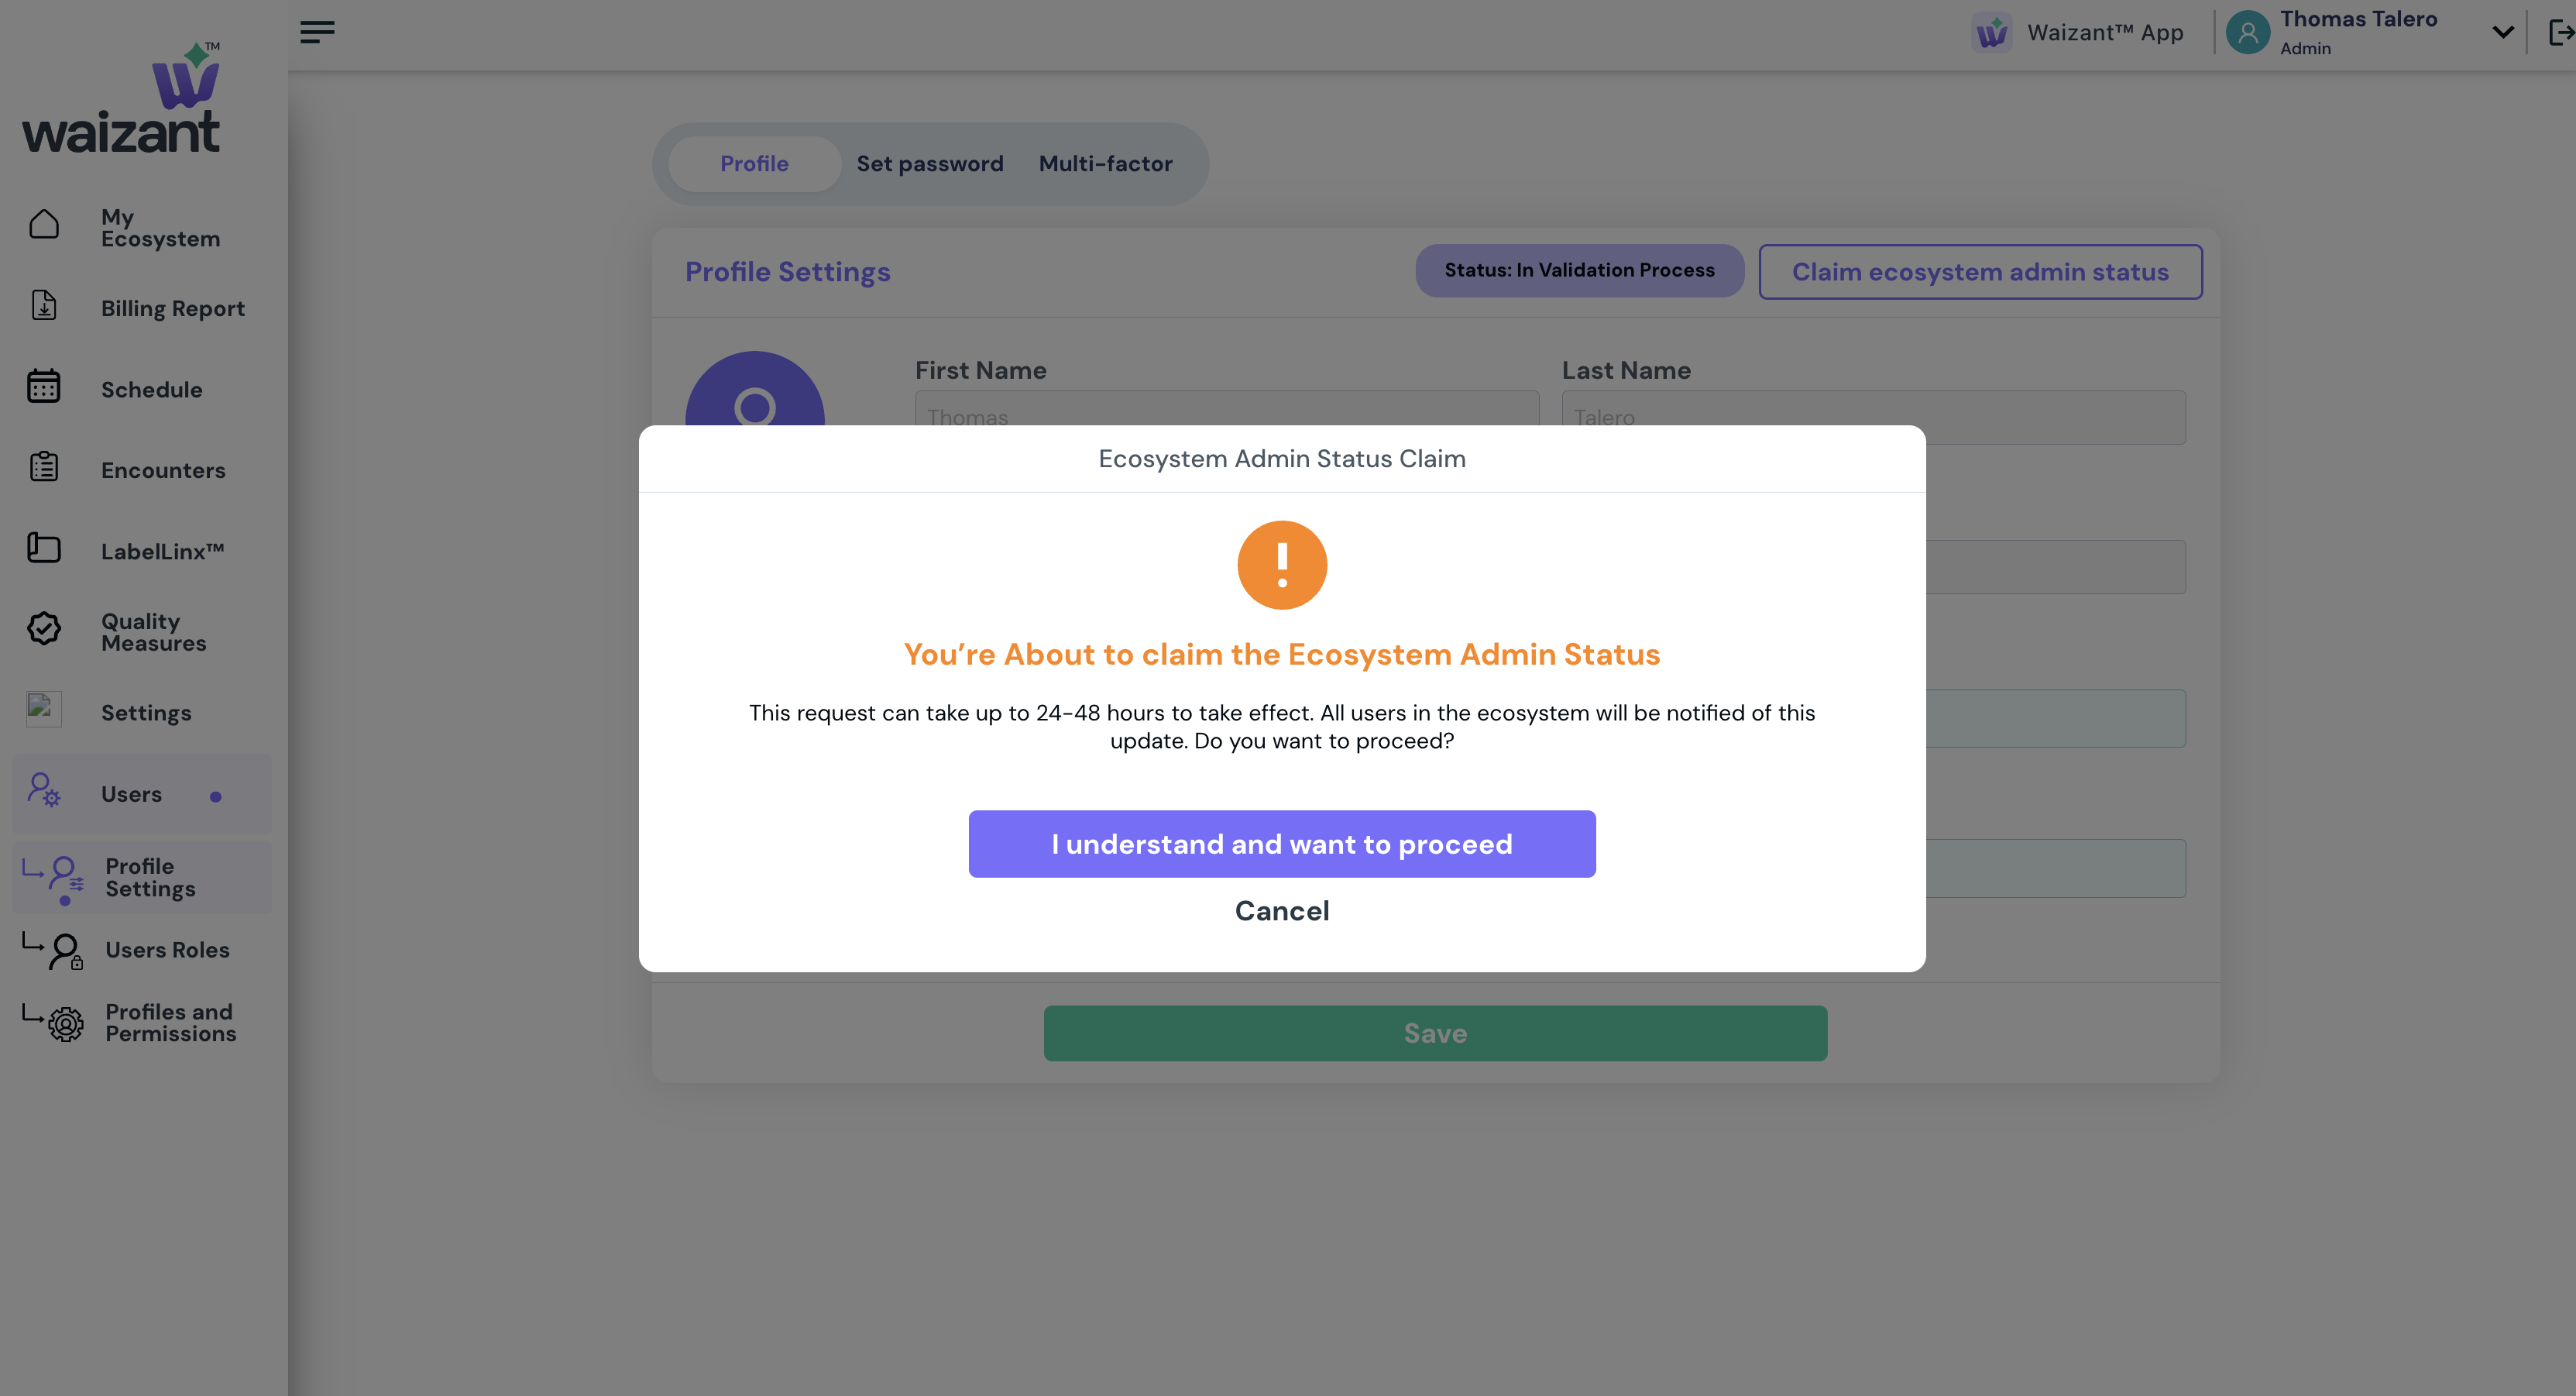 TM
waizant
My
Ecosystem
Billing Report
Schedule
Encounters
LabelLinx™
Quality
Measures
Settings
Users
Profile
Settings
Users Roles
Profiles and
Permissions
Waizant™ App
Thomas Talero
Admin
Profile
Set password
Multi-factor
Profile Settings
Status: In Validation Process
Claim ecosystem admin status
First Name
Last Name
Thomas
Talero
Ecosystem Admin Status Claim
You’re About to claim the Ecosystem Admin Status
This request can take up to 24-48 hours to take effect. All users in the ecosystem will be notified of this
update. Do you want to proceed?
I understand and want to proceed
Cancel
Save